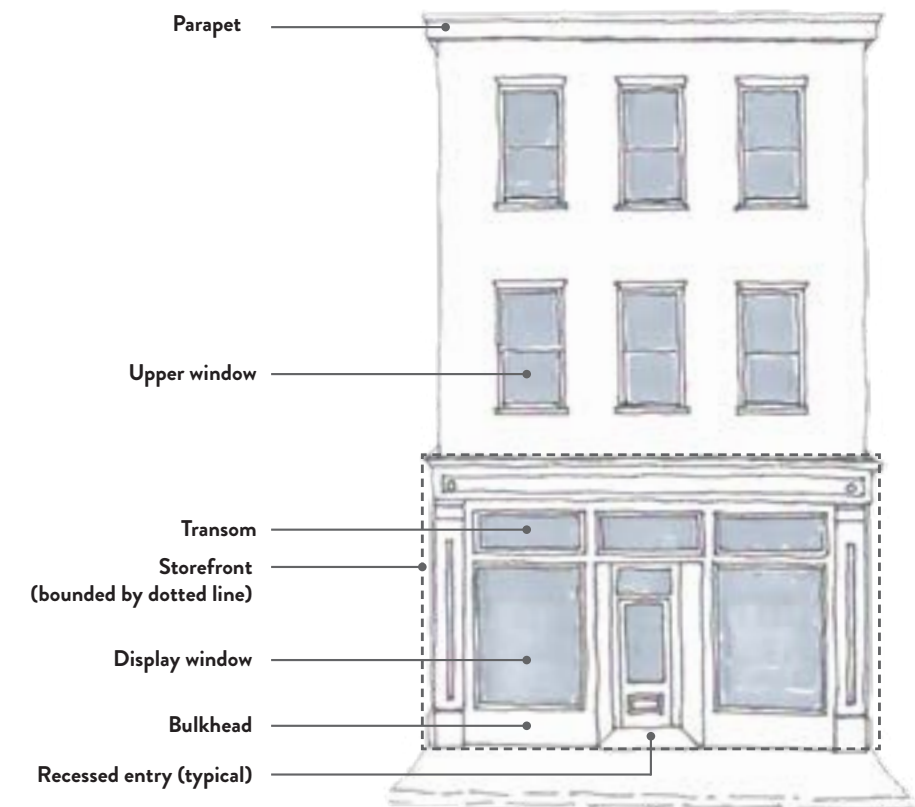 Parapet
Upper window
Transom
Storefront
(bounded by dotted line)
Display window
Bulkhead
Recessed entry (typical)